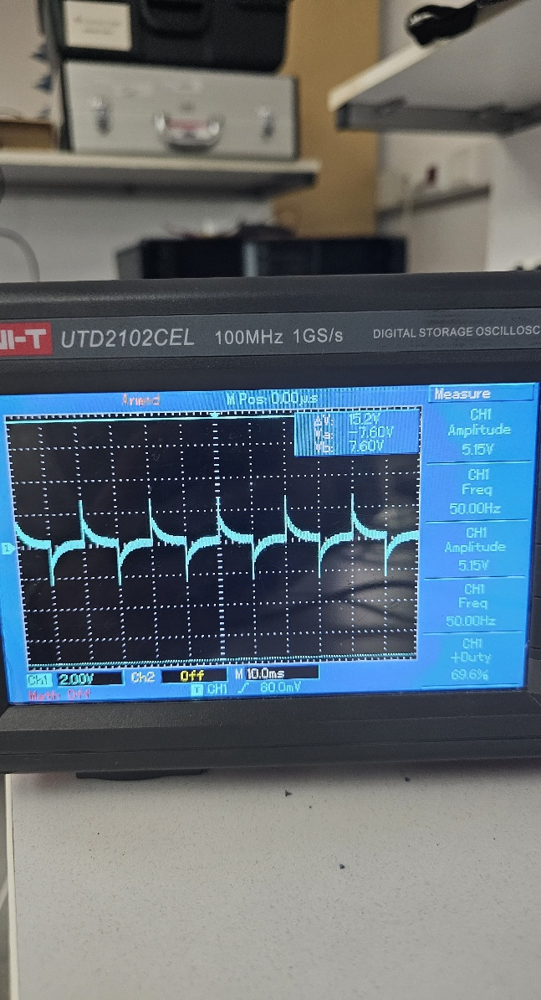 NI-T UTD2102CEL 100MHz 1GS/s DIGITAL STORAGE OSCILLOSC
Armed M Pos: 0.00μs Measure
ΔV: 15.2V
Va: -7.60V
Vb: 7.60V
CH1
Amplitude
5.15V
CH1
Freq
50.00Hz
CH1
Amplitude
5.15V
CH1
Freq
50.00Hz
CH1
+Duty
69.6%
1
Ch1 2.00V Ch2 Off M 10.0ms
Math Off T CH1 80.0mV